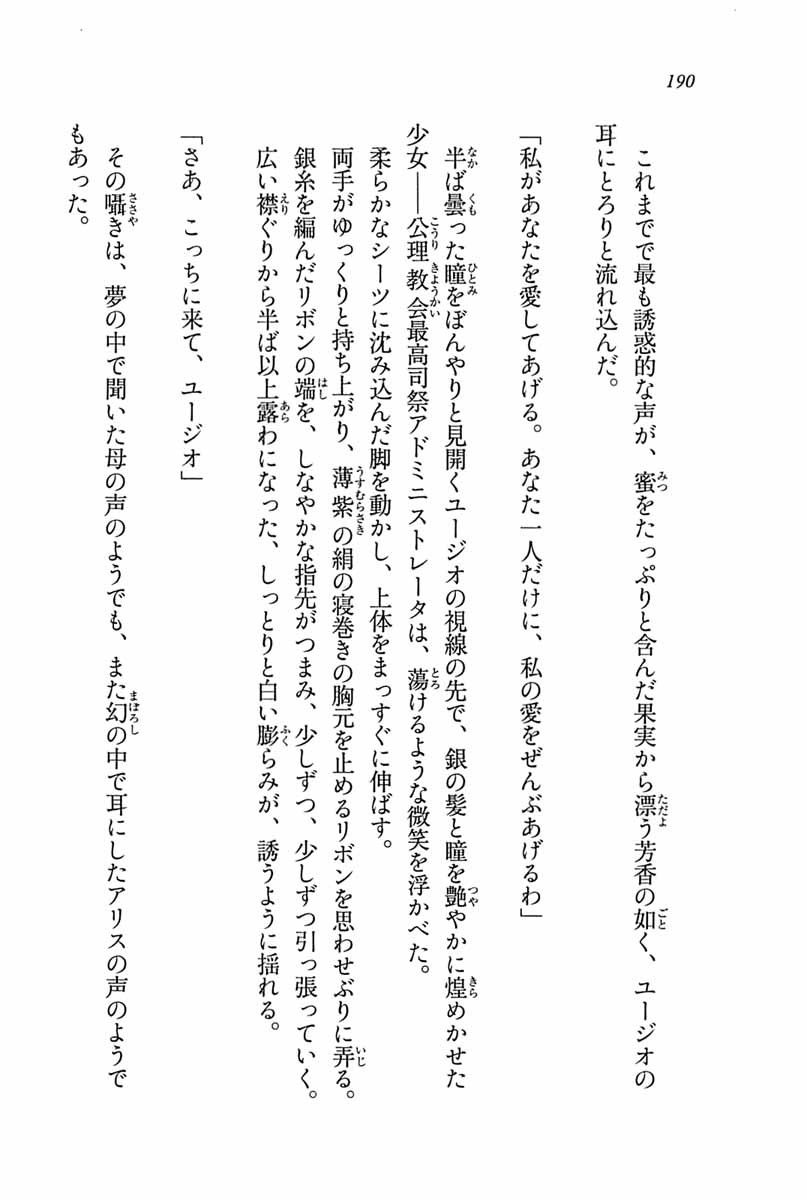 190
これまでで最も誘惑的な声が、蜜をたっぷりと含んだ果実から漂う芳香の如く、ユージオの
耳にとろりと流れ込んだ。
「私があなたを愛してあげる。あなた一人だけに、私の愛をぜんぶあげるわ」
半ば曇った瞳をぼんやりと見開くユージオの視線の先で、銀の髪と瞳を艶やかに煌めかせた
少女――公理教会最高司祭アドミニストレータは、蕩けるような微笑を浮かべた。
柔らかなシーツに沈み込んだ脚を動かし、上体をまっすぐに伸ばす。
両手がゆっくりと持ち上がり、薄紫の絹の寝巻きの胸元を止めるリボンを思わせぶりに弄る。
銀糸を編んだリボンの端を、しなやかな指先がつまみ、少しずつ、少しずつ引っ張っていく。
広い襟ぐりから半ば以上露わになった、しっとりと白い膨らみが、誘うように揺れる。
「さあ、こっちに来て、ユージオ」
その囁きは、夢の中で聞いた母の声のようでも、また幻の中で耳にしたアリスの声のようで
もあった。